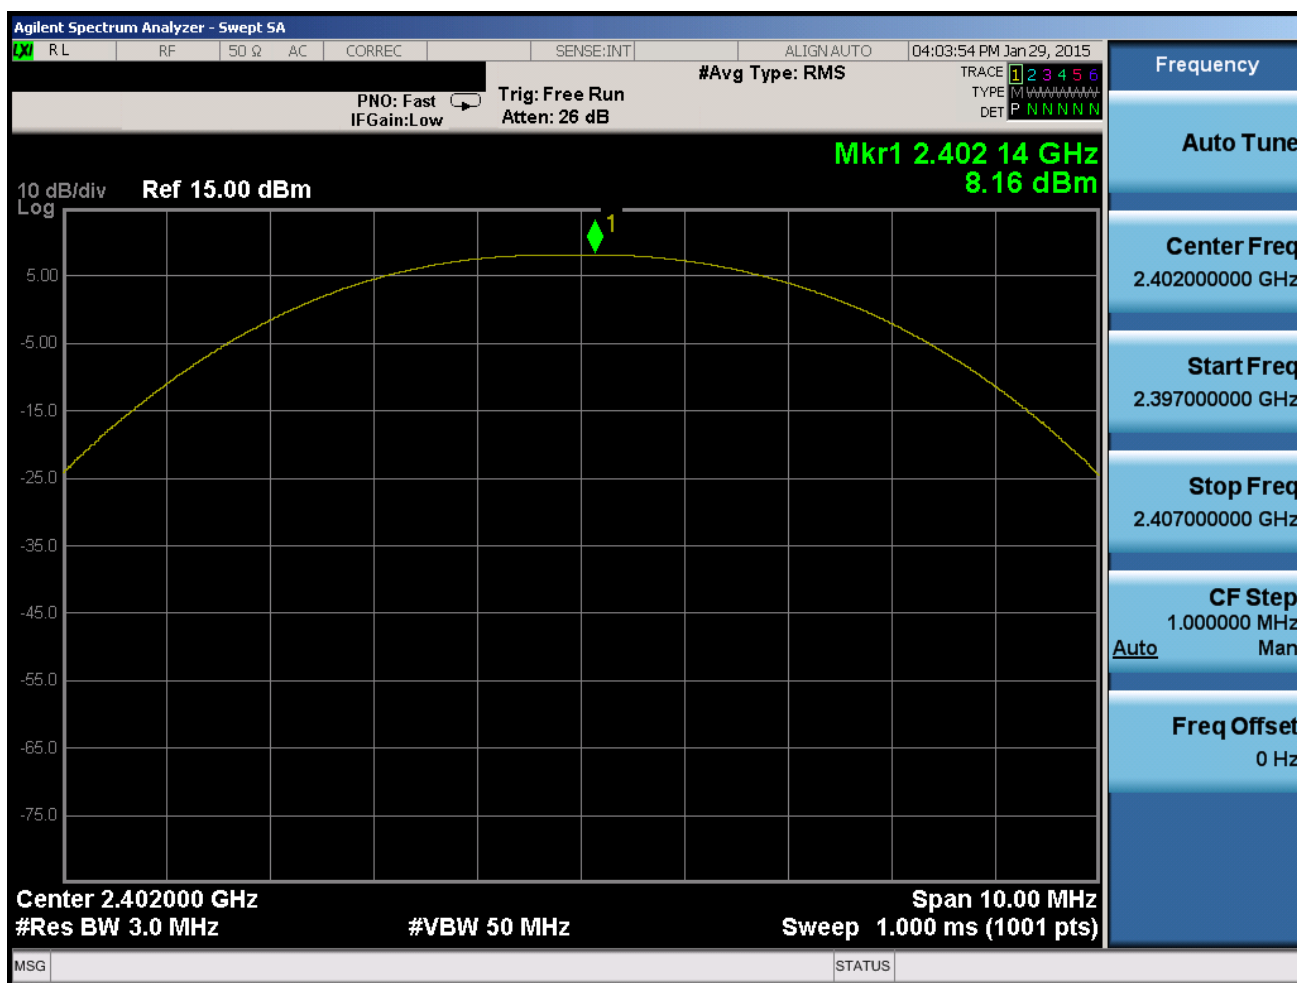 Agilent Spectrum Analyzer - Swept SA
LXI RL RF 50 Ω AC CORREC SENSE:INT ALIGNAUTO 04:03:54 PM Jan 29, 2015
PNO: Fast
IFGain:Low
Trig: Free Run
Atten: 26 dB
#Avg Type: RMS
TRACE 1 2 3 4 5 6
TYPE M
DET P N N N N N
Mkr1 2.402 14 GHz
8.16 dBm
10 dB/div Ref 15.00 dBm
Log
1
5.00
-5.00
-15.0
-25.0
-35.0
-45.0
-55.0
-65.0
-75.0
Center 2.402000 GHz Span 10.00 MHz
#Res BW 3.0 MHz #VBW 50 MHz Sweep 1.000 ms (1001 pts)
MSG STATUS
Frequency
Auto Tune
Center Freq
2.402000000 GHz
Start Freq
2.397000000 GHz
Stop Freq
2.407000000 GHz
CF Step
1.000000 MHz
Auto Man
Freq Offset
0 Hz